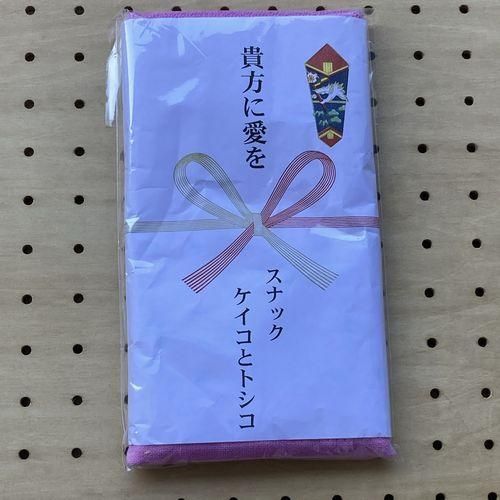 貴方に愛を
スナック
ケイコとトシコ